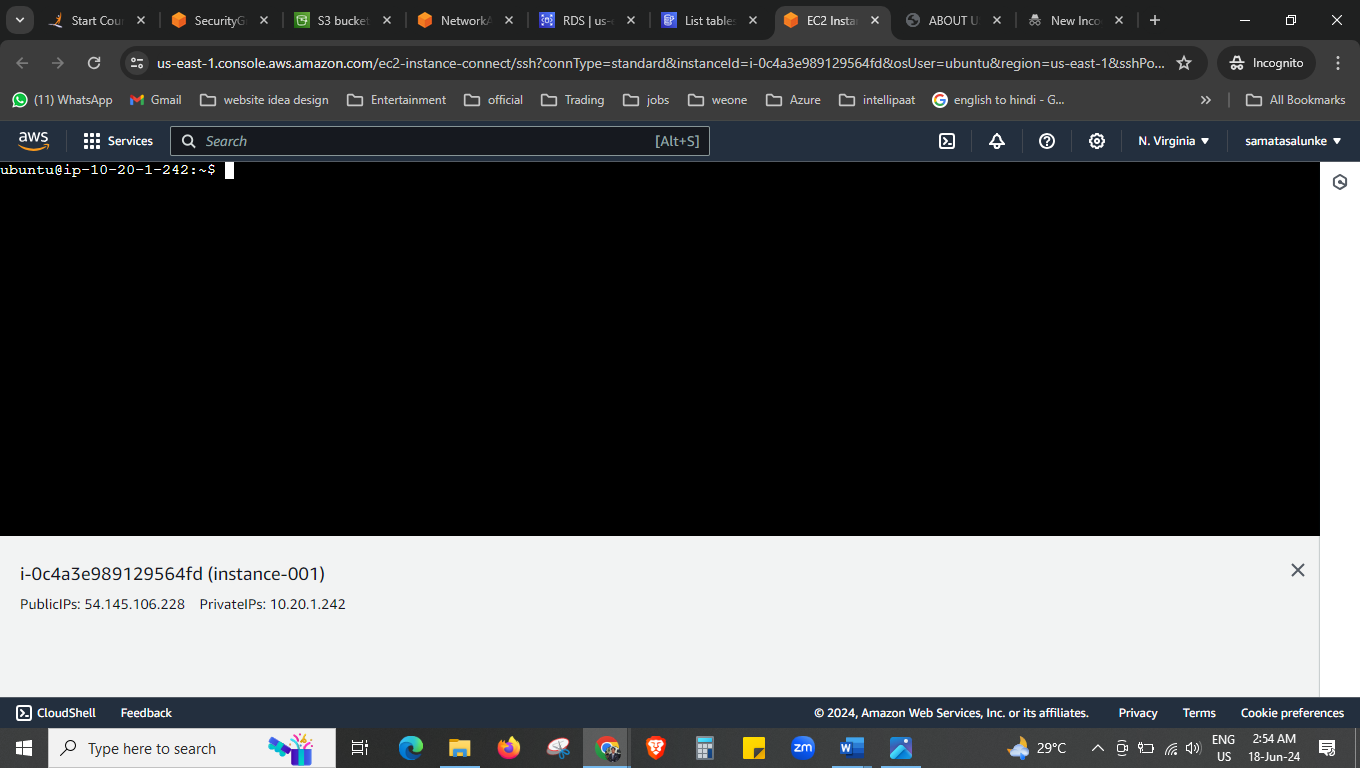 Start Cou
SecurityG
S3 bucket
NetworkA
RDS | us-e
List tables
EC2 Insta
ABOUT U
New Inco
us-east-1.console.aws.amazon.com/ec2-instance-connect/ssh?connType=standard&instanceId=i-0c4a3e989129564fd&osUser=ubuntu&region=us-east-1&sshPo...
Incognito
(11) WhatsApp
Gmail
website idea design
Entertainment
official
Trading
jobs
weone
Azure
intellipaat
english to hindi - G...
»
All Bookmarks
aws
Services
Search
[Alt+S]
N. Virginia
samatasalunke
ubuntu@ip-10-20-1-242:~$
i-0c4a3e989129564fd (instance-001)
PublicIPs: 54.145.106.228 PrivateIPs: 10.20.1.242
CloudShell
Feedback
© 2024, Amazon Web Services, Inc. or its affiliates.
Privacy
Terms
Cookie preferences
Type here to search
zm
29°C
ENG
US
2:54 AM
18-Jun-24